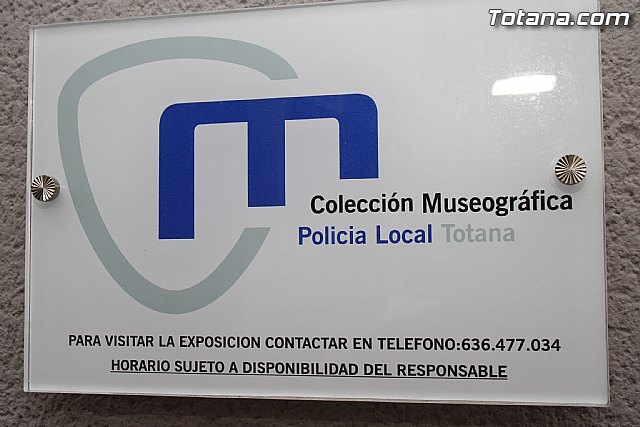 Totana.com
m
Colección Museográfica
Policia Local Totana
PARA VISITAR LA EXPOSICION CONTACTAR EN TELEFONO:636.477.034
HORARIO SUJETO A DISPONIBILIDAD DEL RESPONSABLE